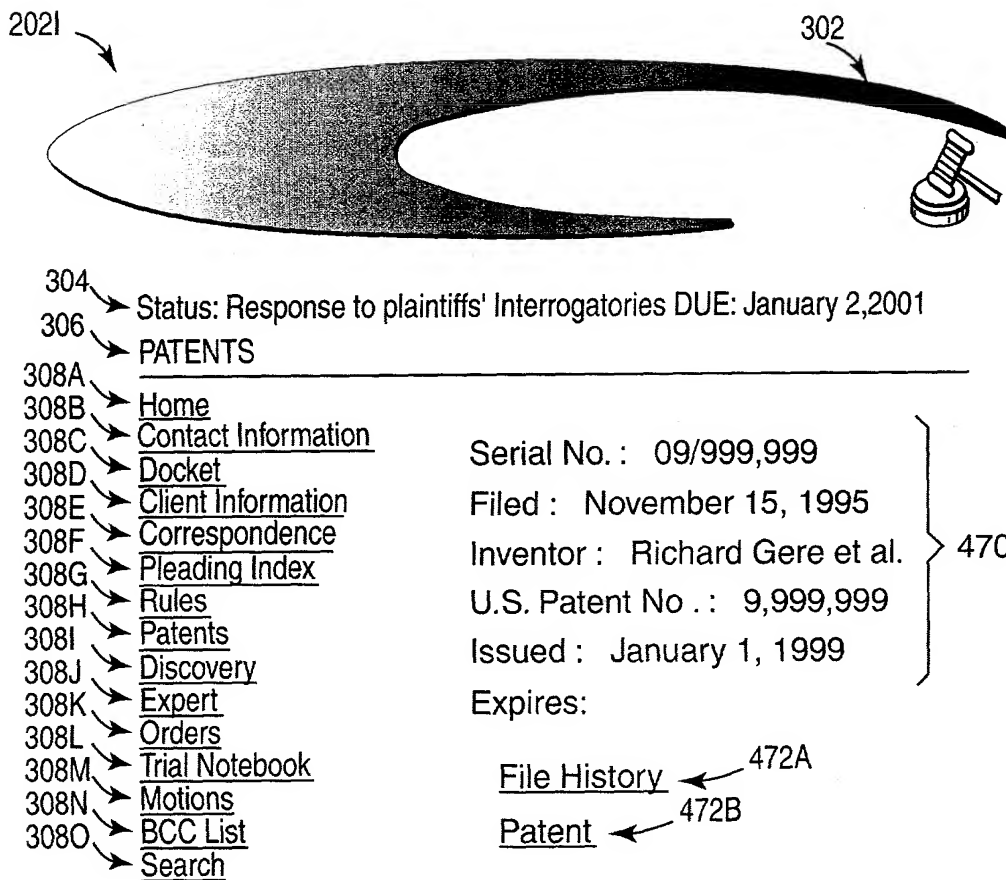 202I
302
304 Status: Response to plaintiffs' Interrogatories DUE: January 2,2001
306 PATENTS
308A Home
308B Contact Information
308C Docket
308D Client Information
308E Correspondence
308F Pleading Index
308G Rules
308H Patents
308I Discovery
308J Expert
308K Orders
308L Trial Notebook
308M Motions
308N BCC List
308O Search
Serial No. : 09/999,999
Filed : November 15, 1995
Inventor : Richard Gere et al.
U.S. Patent No . : 9,999,999
Issued : January 1, 1999
Expires:
470
File History 472A
Patent 472B